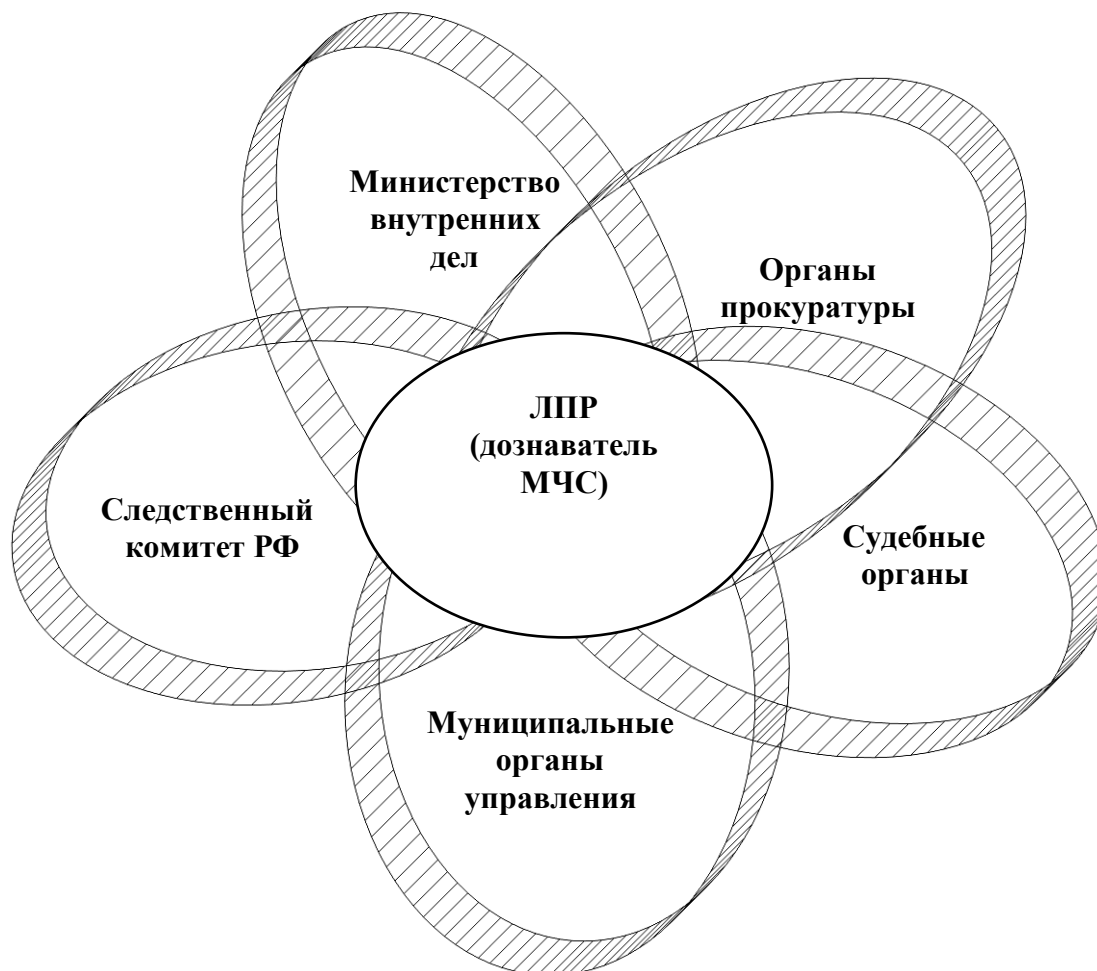 Министерство
внутренних
дел
Органы
прокуратуры
ЛПР
(дознаватель
МЧС)
Следственный
комитет РФ
Судебные
органы
Муниципальные
органы
управления